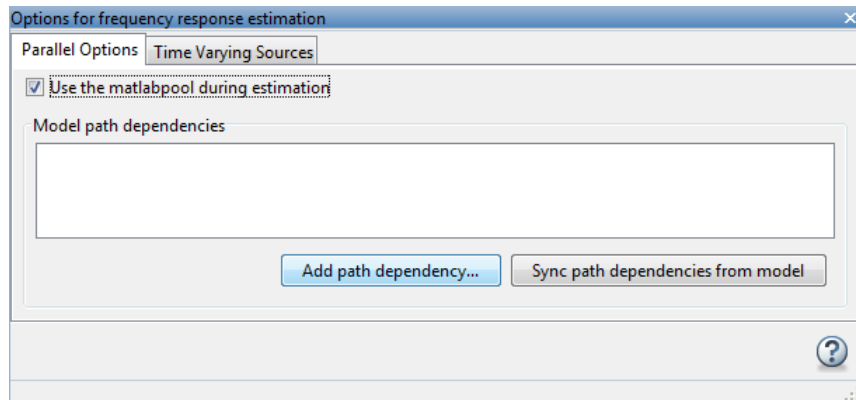 Options for frequency response estimation
Parallel Options Time Varying Sources
Use the matlabpool during estimation
Model path dependencies
Add path dependency... Sync path dependencies from model